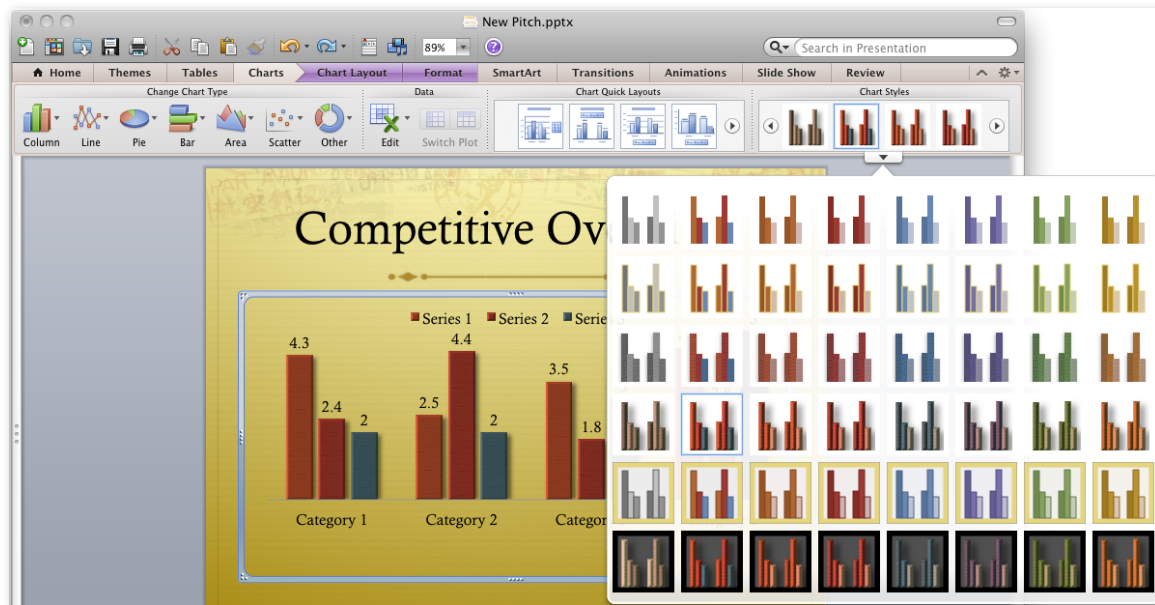 New Pitch.pptx
89%
Search in Presentation
Home Themes Tables Charts Chart Layout Format SmartArt Transitions Animations Slide Show Review
Change Chart Type Data Chart Quick Layouts Chart Styles
Column Line Pie Bar Area Scatter Other Edit Switch Plot
Competitive Ov
Series 1 Series 2 Serie
4.3 2.4 2 2.5 4.4 2 3.5 1.8
Category 1 Category 2 Categor